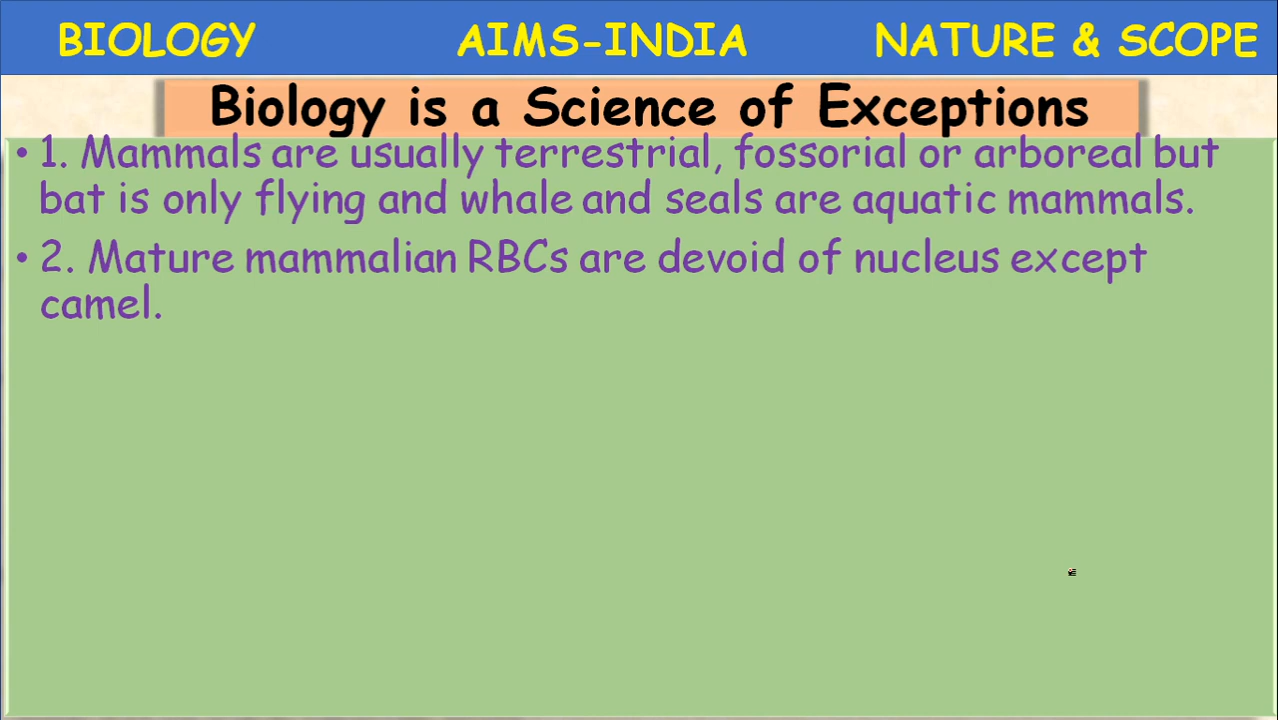 BIOLOGY AIMS-INDIA NATURE & SCOPE
Biology is a Science of Exceptions
• 1. Mammals are usually terrestrial, fossorial or arboreal but
bat is only flying and whale and seals are aquatic mammals.
• 2. Mature mammalian RBCs are devoid of nucleus except
camel.